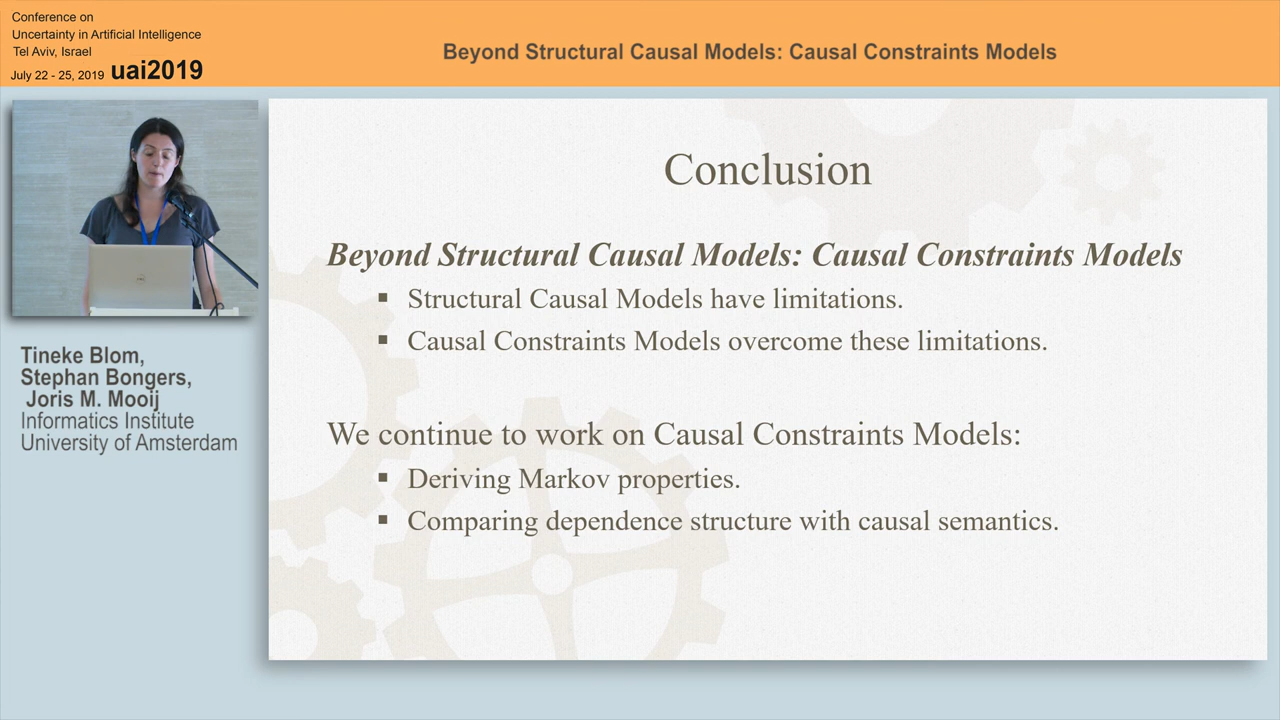 Conference on
Uncertainty in Artificial Intelligence
Tel Aviv, Israel
July 22 - 25, 2019 uai2019
Beyond Structural Causal Models: Causal Constraints Models
Tineke Blom,
Stephan Bongers,
Joris M. Mooij
Informatics Institute
University of Amsterdam
Conclusion
Beyond Structural Causal Models: Causal Constraints Models
▪ Structural Causal Models have limitations.
▪ Causal Constraints Models overcome these limitations.
We continue to work on Causal Constraints Models:
▪ Deriving Markov properties.
▪ Comparing dependence structure with causal semantics.